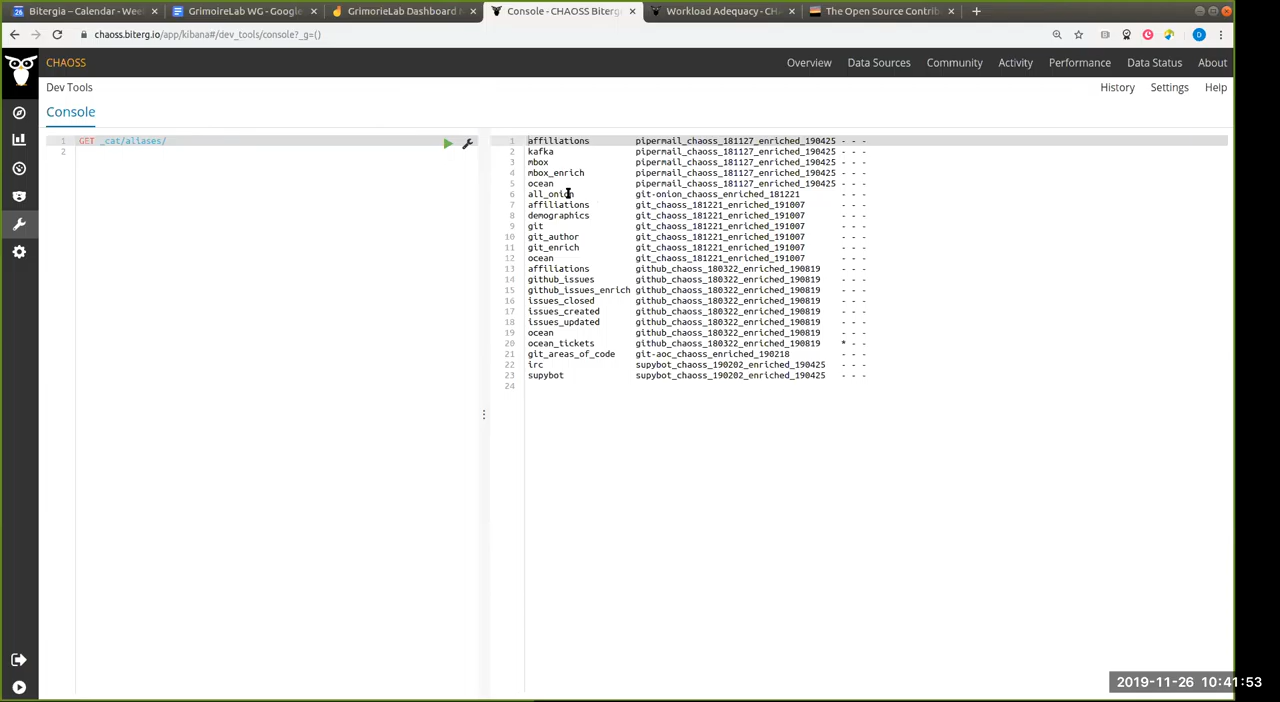 Bitergia – Calendar - Wee
GrimoireLab WG - Google
GrimorieLab Dashboard
Console - CHAOSS Biterg
Workload Adequacy - CH
The Open Source Contrib
chaoss.biterg.io/app/kibana#/dev_tools/console?_g=()
D
CHAOSS
Overview
Data Sources
Community
Activity
Performance
Data Status
About
Dev Tools
History
Settings
Help
Console
1 GET _cat/aliases/
2
1 affiliations pipermail_chaoss_181127_enriched_190425 - - -
2 kafka pipermail_chaoss_181127_enriched_190425 - - -
3 mbox pipermail_chaoss_181127_enriched_190425 - - -
4 mbox_enrich pipermail_chaoss_181127_enriched_190425 - - -
5 ocean pipermail_chaoss_181127_enriched_190425 - - -
6 all_onion git-onion_chaoss_enriched_181221 - - -
7 affiliations git_chaoss_181221_enriched_191007 - - -
8 demographics git_chaoss_181221_enriched_191007 - - -
9 git git_chaoss_181221_enriched_191007 - - -
10 git_author git_chaoss_181221_enriched_191007 - - -
11 git_enrich git_chaoss_181221_enriched_191007 - - -
12 ocean git_chaoss_181221_enriched_191007 - - -
13 affiliations github_chaoss_180322_enriched_190819 - - -
14 github_issues github_chaoss_180322_enriched_190819 - - -
15 github_issues_enrich github_chaoss_180322_enriched_190819 - - -
16 issues_closed github_chaoss_180322_enriched_190819 - - -
17 issues_created github_chaoss_180322_enriched_190819 - - -
18 issues_updated github_chaoss_180322_enriched_190819 - - -
19 ocean github_chaoss_180322_enriched_190819 - - -
20 ocean_tickets github_chaoss_180322_enriched_190819 * - -
21 git_areas_of_code git-aoc_chaoss_enriched_190218 - - -
22 irc supybot_chaoss_190202_enriched_190425 - - -
23 supybot supybot_chaoss_190202_enriched_190425 - - -
24
2019-11-26 10:41:53